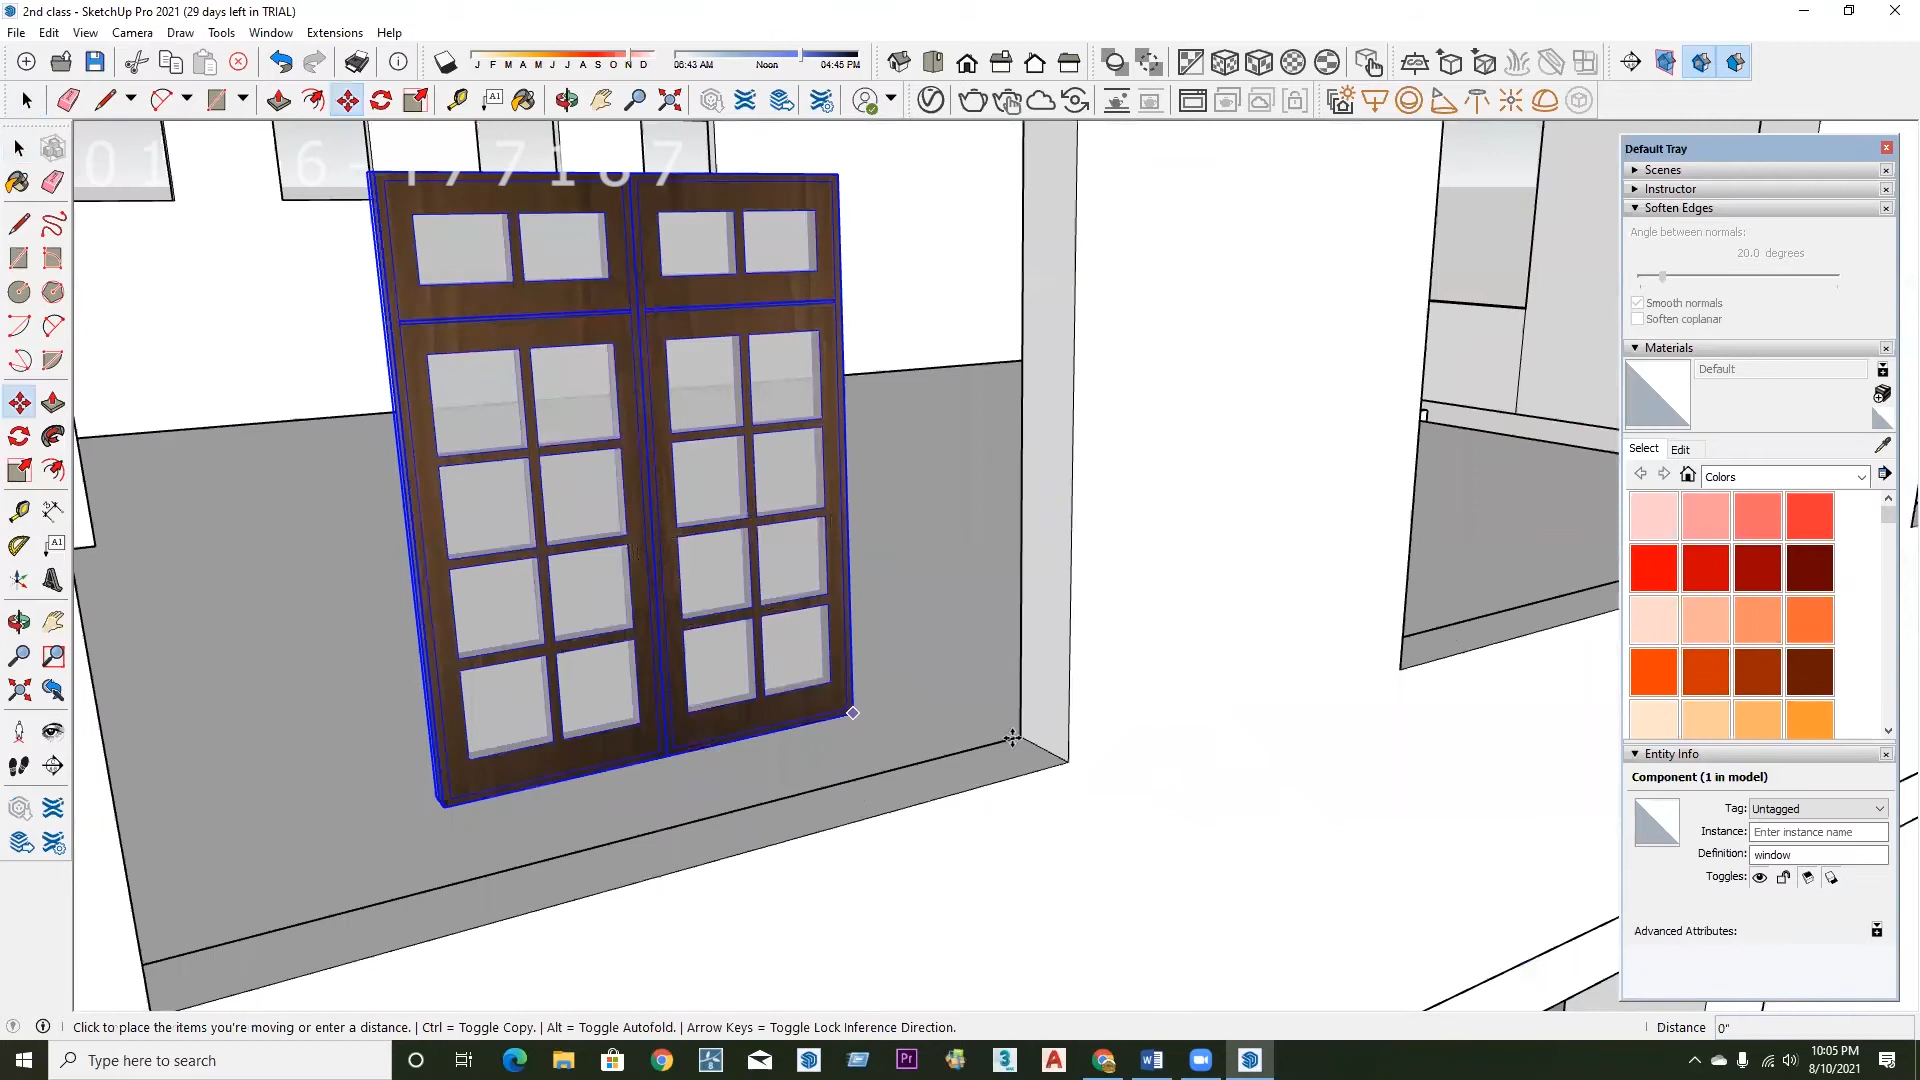 2nd class - SketchUp Pro 2021 (29 days left in TRIAL)
File Edit View Camera Draw Tools Window Extensions Help
J F M A M J J A S O N D 06:43 AM Noon 04:45 PM
A1
Default Tray
Scenes
Instructor
Soften Edges
Angle between normals:
20.0 degrees
Smooth normals
Soften coplanar
Materials
Default
Select Edit
Colors
A1
Entity Info
Component (1 in model)
Tag: Untagged
Instance: Enter instance name
Definition: window
Toggles:
Advanced Attributes:
Click to place the items you're moving or enter a distance. | Ctrl = Toggle Copy. | Alt = Toggle Autofold. | Arrow Keys = Toggle Lock Inference Direction.
Distance 0"
Type here to search
Pr
3
A
10:05 PM
8/10/2021